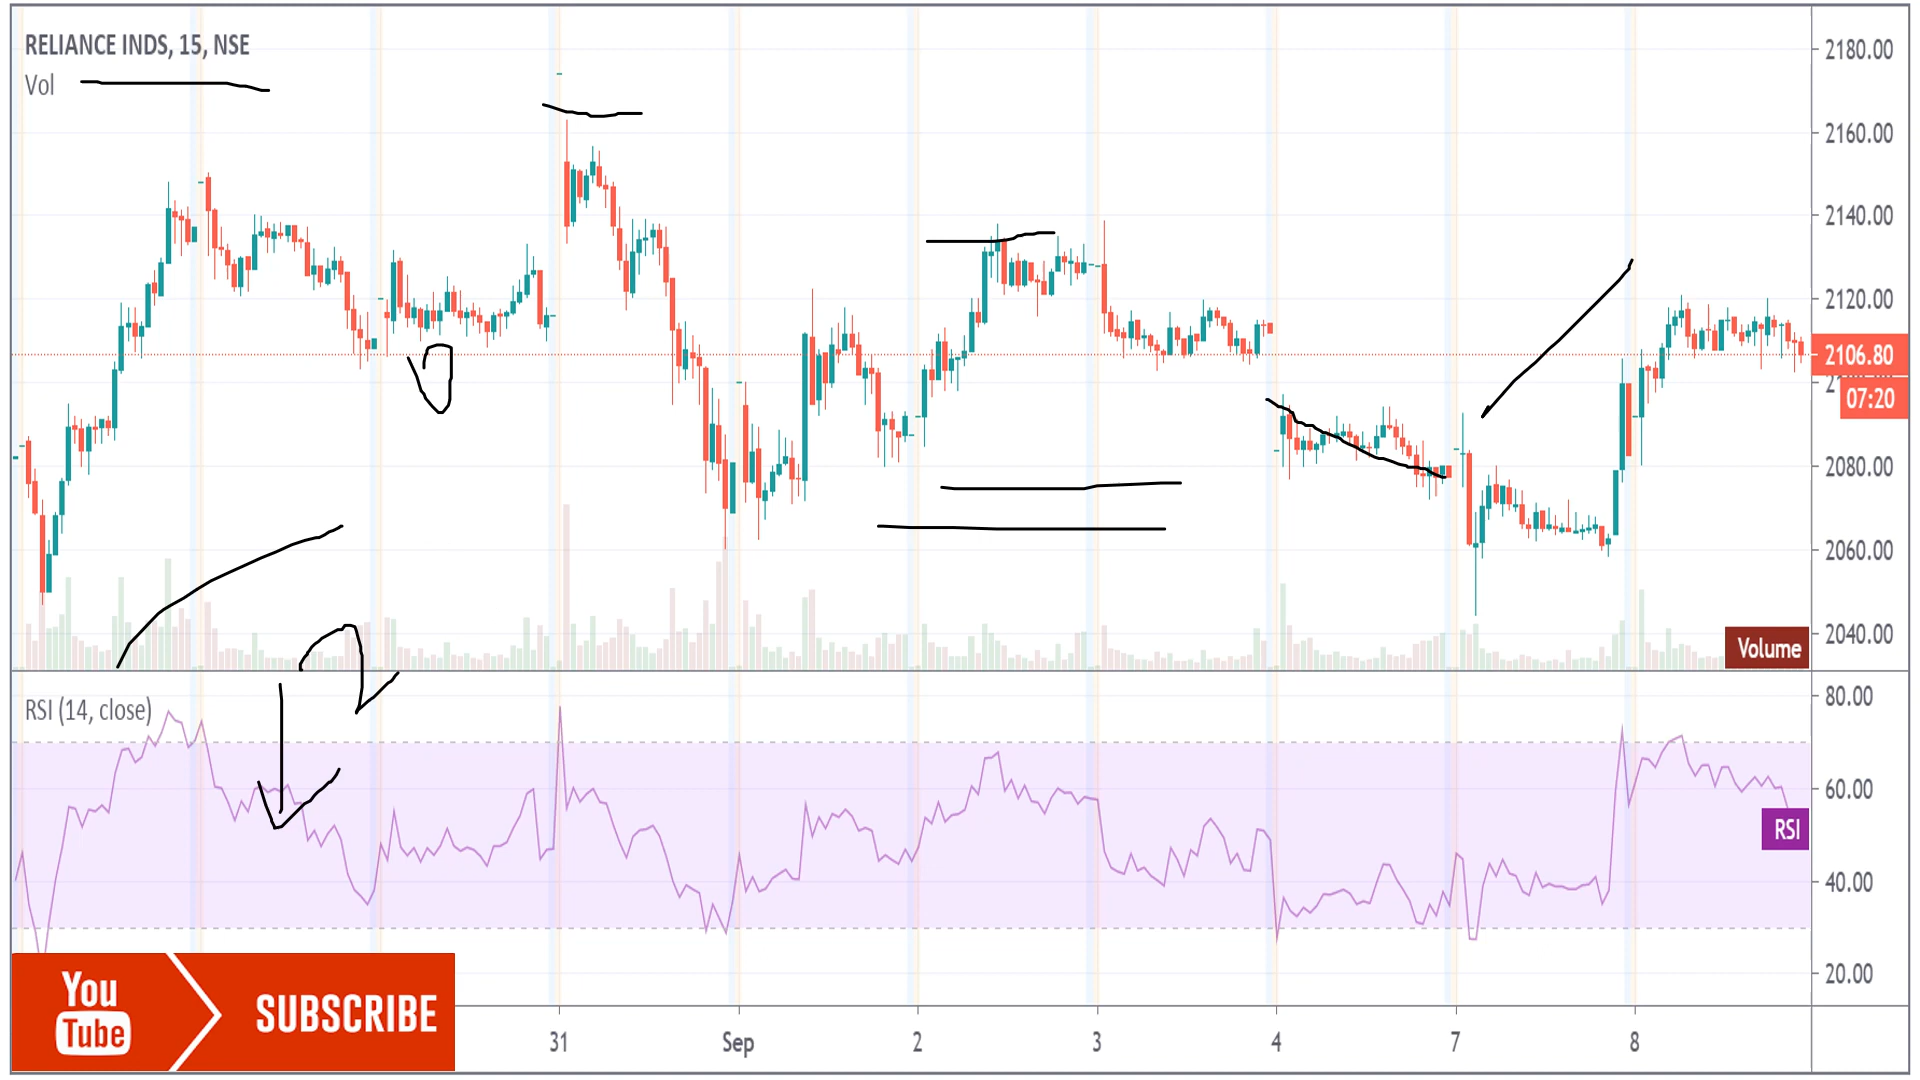 RELIANCE INDS, 15, NSE
Vol
2180.00
2160.00
2140.00
2120.00
2106.80
07:20
2080.00
2060.00
2040.00
Volume
RSI (14, close)
80.00
60.00
RSI
40.00
20.00
You
Tube
SUBSCRIBE
31
Sep
2
3
4
7
8